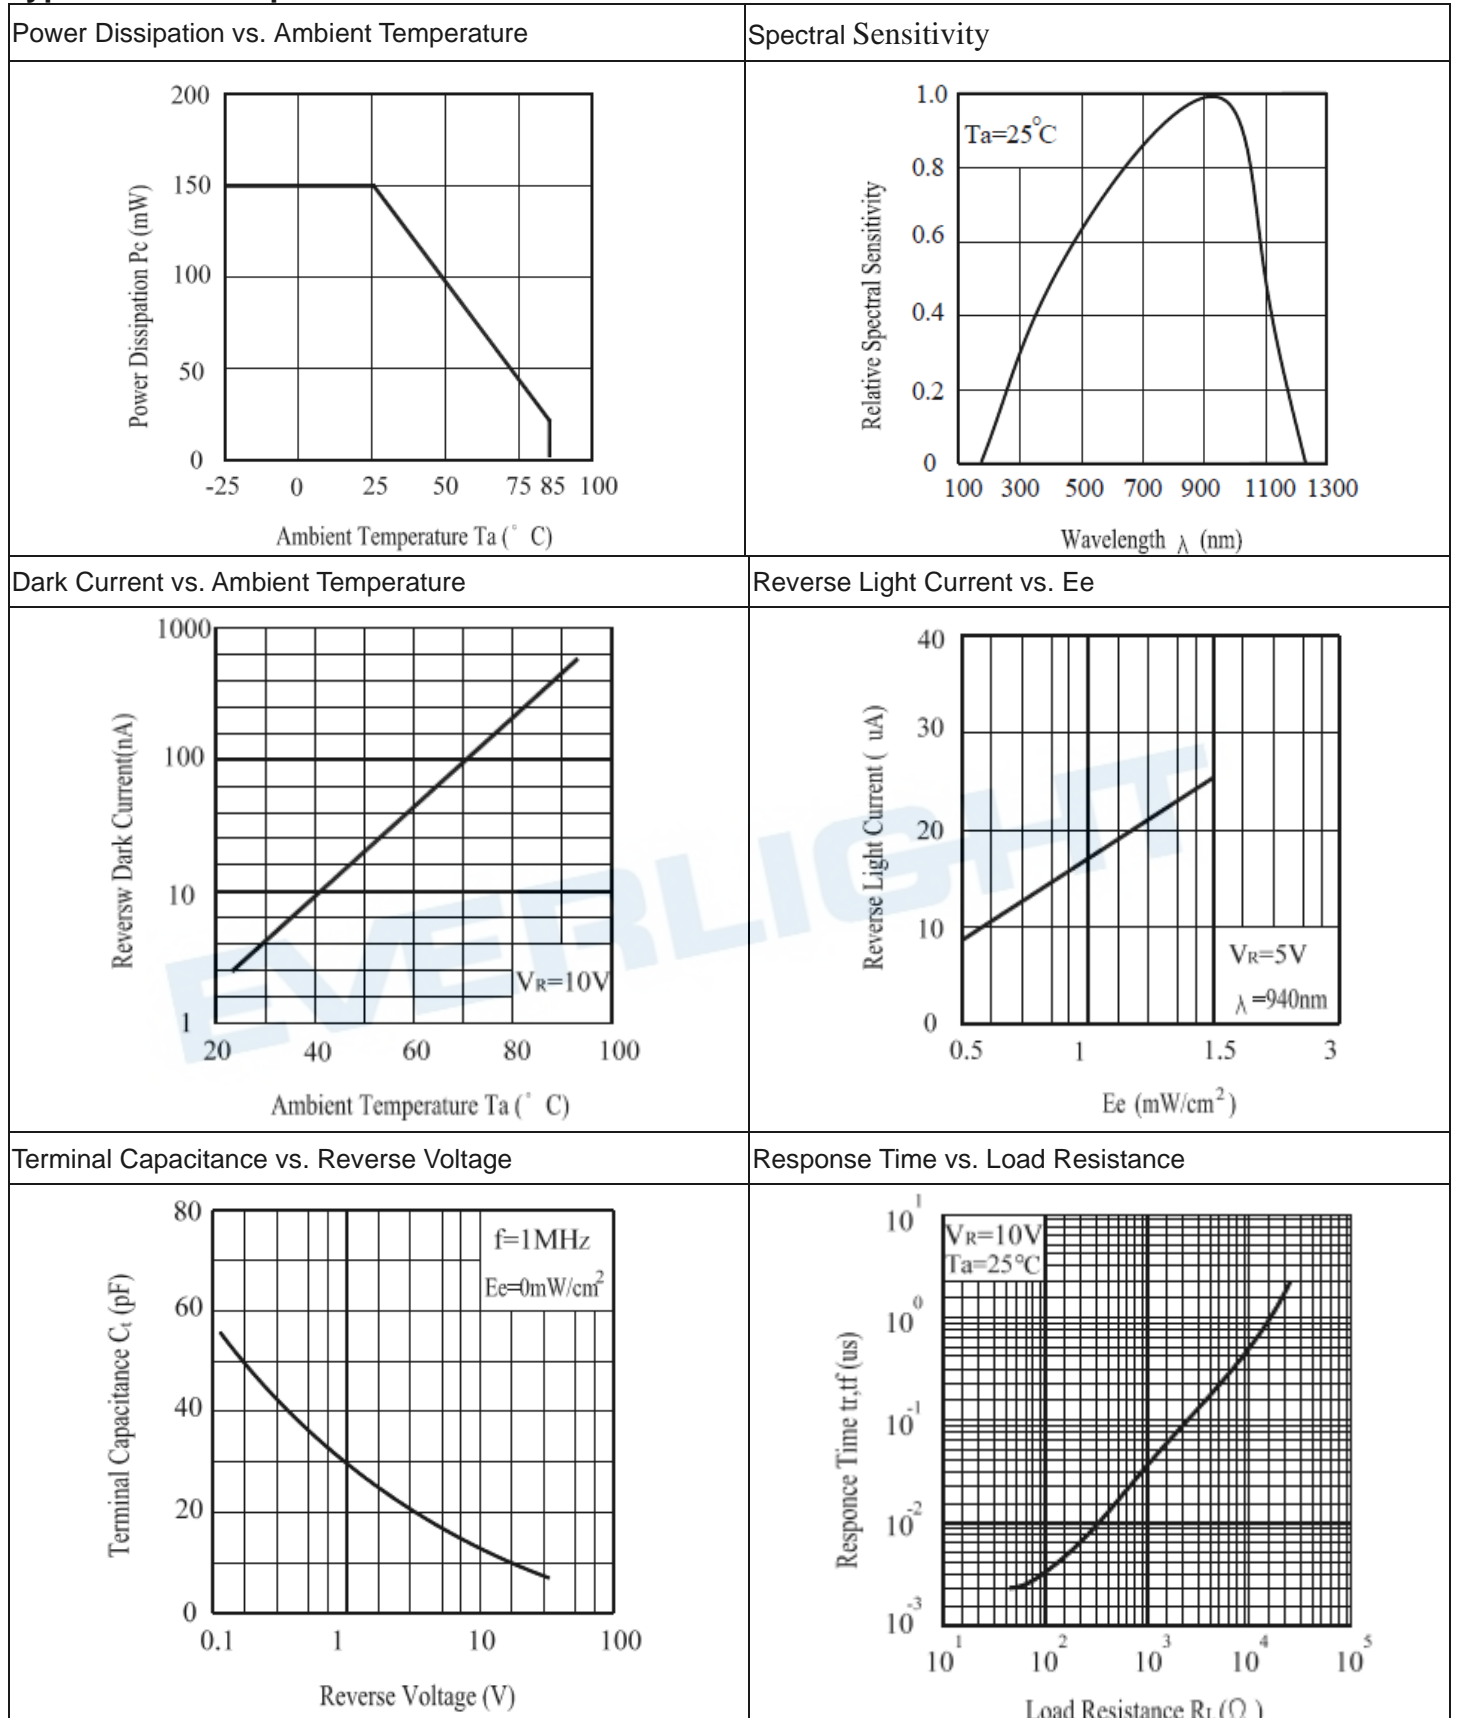 Power Dissipation vs. Ambient Temperature
Spectral Sensitivity
200
150
100
50
0
-25 0 25 50 75 85 100
Power Dissipation Pc (mW)
Ambient Temperature Ta (° C)
1.0
0.8
0.6
0.4
0.2
0
Ta=25°C
100 300 500 700 900 1100 1300
Relative Spectral Sensitivity
Wavelength λ (nm)
Dark Current vs. Ambient Temperature
Reverse Light Current vs. Ee
1000
100
10
1
20 40 60 80 100
VR=10V
Reversw Dark Current(nA)
Ambient Temperature Ta (° C)
40
30
20
10
0
0.5 1 1.5 3
VR=5V
λ=940nm
Reverse Light Current ( uA)
Ee (mW/cm²)
EVERLIGHT
Terminal Capacitance vs. Reverse Voltage
Response Time vs. Load Resistance
80
60
40
20
0
0.1 1 10 100
f=1MHz
Ee=0mW/cm²
Terminal Capacitance Ct (pF)
Reverse Voltage (V)
10¹
10⁰
10⁻¹
10⁻²
10⁻³
10¹ 10² 10³ 10⁴ 10⁵
VR=10V
Ta=25℃
Responce Time tr,tf (us)
Load Resistance RL (Ω )